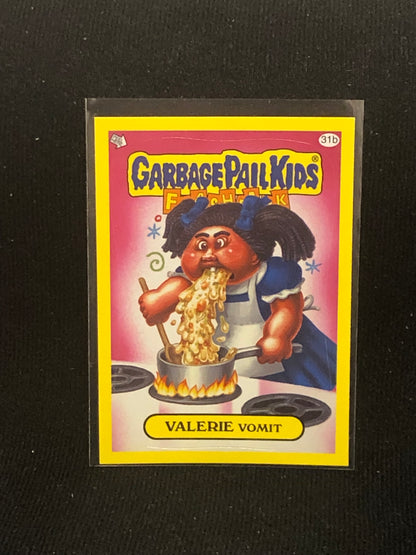 31b
GARBAGE PAIL KIDS®
VALERIE VOMIT